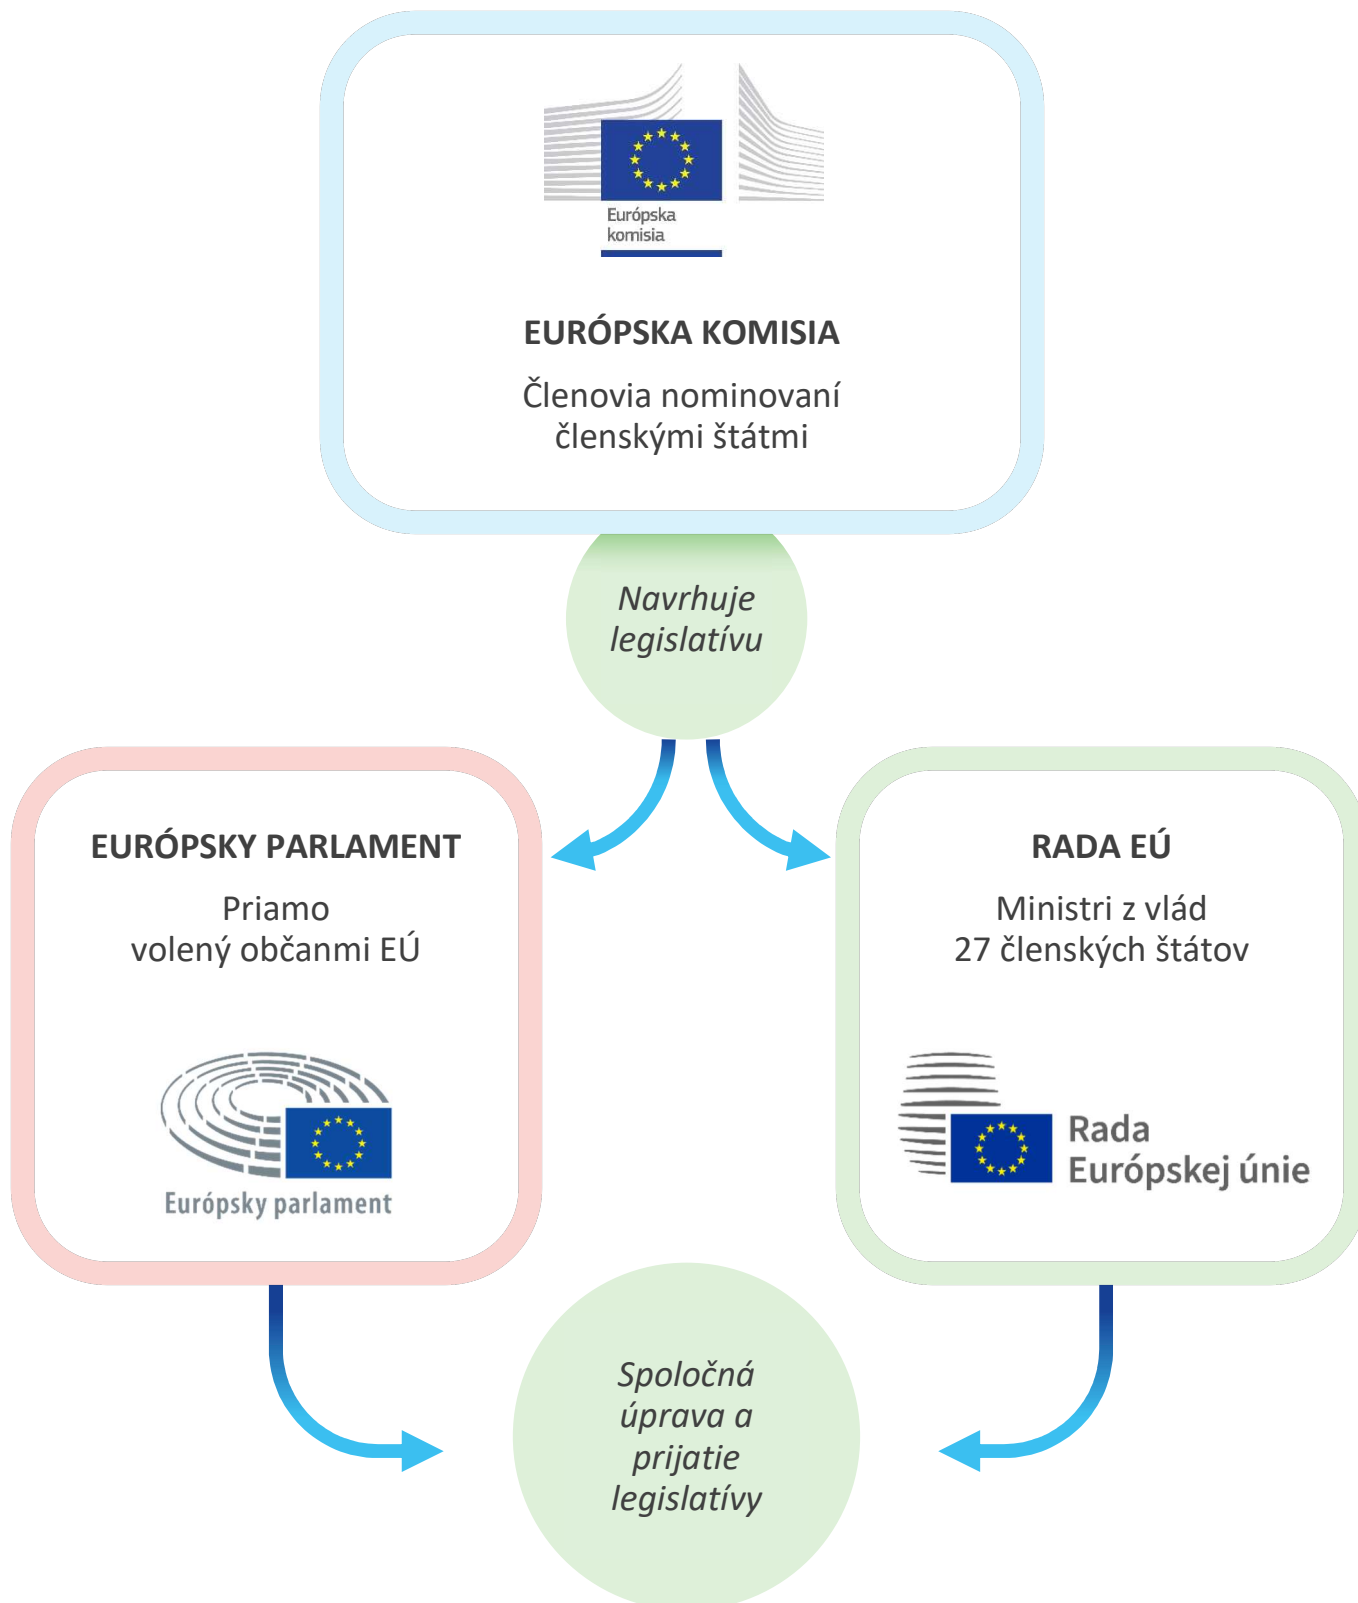 Európska
komisia
EURÓPSKA KOMISIA
Členovia nominovaní
členskými štátmi
Navrhuje
legislatívu
EURÓPSKY PARLAMENT
Priamo
volený občanmi EÚ
Európsky parlament
RADA EÚ
Ministri z vlád
27 členských štátov
Rada
Európskej únie
Spoločná
úprava a
prijatie
legislatívy